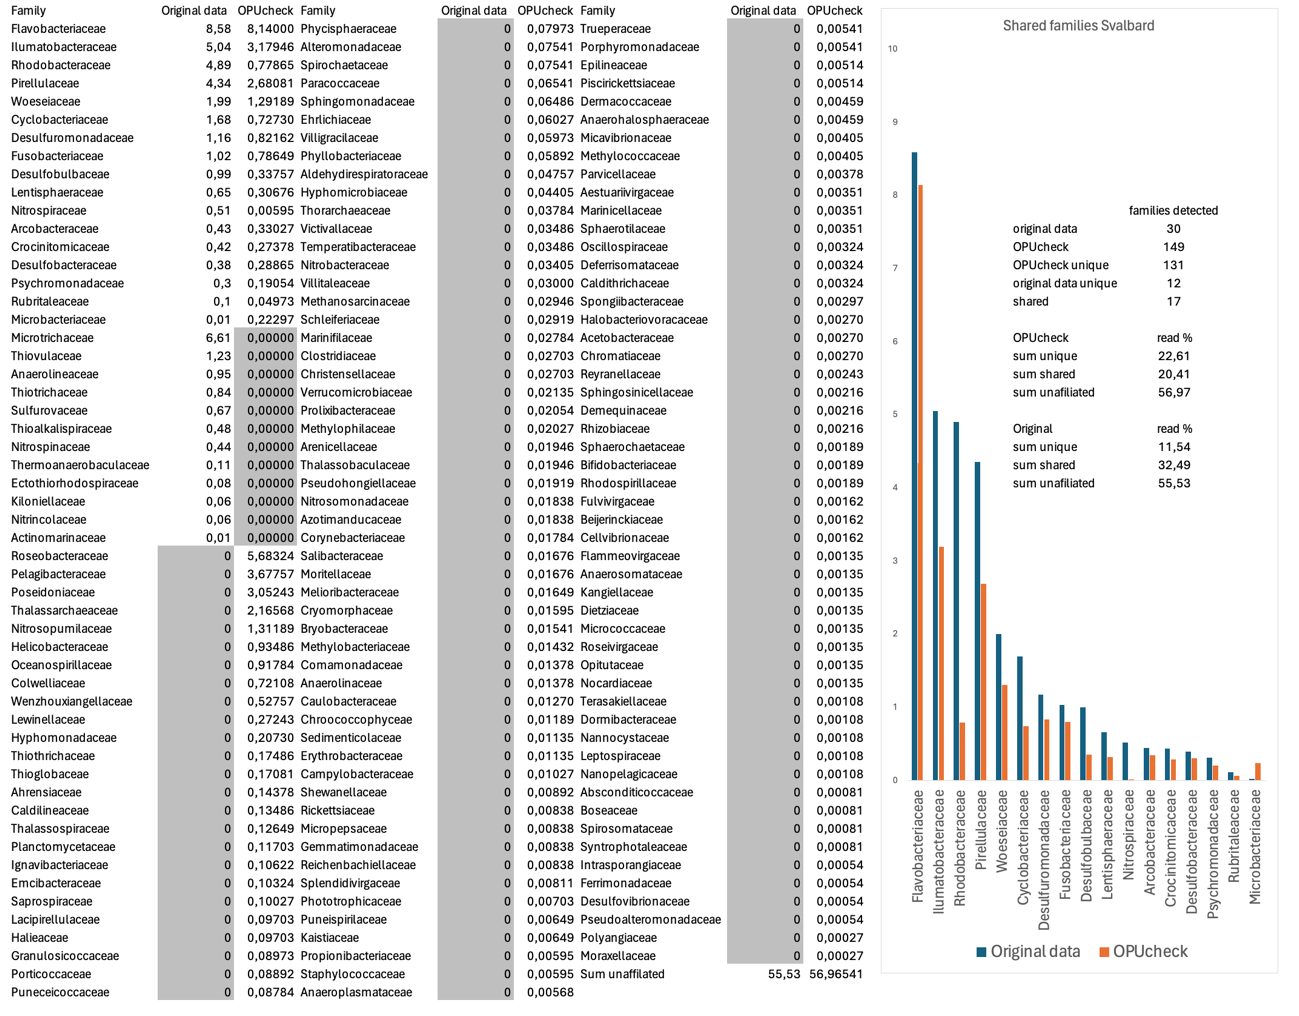 Family Original data OPUcheck Family Original data OPUcheck Family Original data OPUcheck
Flavobacteriaceae 8,58 8,14000 Phycisphaeraceae 0 0,07973 Trueperaceae 0 0,00541
Ilumatobacteraceae 5,04 3,17946 Alteromonadaceae 0 0,07541 Porphyromonadaceae 0 0,00541
Rhodobacteraceae 4,89 0,77865 Spirochaetaceae 0 0,07541 Epilineaceae 0 0,00514
Pirellulaceae 4,34 2,68081 Paracoccaceae 0 0,06541 Piscirickettsiaceae 0 0,00514
Woeseiaceae 1,99 1,29189 Sphingomonadaceae 0 0,06486 Dermacoccaceae 0 0,00459
Cyclobacteriaceae 1,68 0,72730 Ehrlichiaceae 0 0,06027 Anaerohalosphaeraceae 0 0,00459
Desulfuromonadaceae 1,16 0,82162 Villigracilaceae 0 0,05973 Micavibrionaceae 0 0,00405
Fusobacteriaceae 1,02 0,78649 Phyllobacteriaceae 0 0,05892 Methylococcaceae 0 0,00405
Desulfobulbaceae 0,99 0,33757 Aldehydirespiratoraceae 0 0,04757 Parvicellaceae 0 0,00378
Lentisphaeraceae 0,65 0,30676 Hyphomicrobiaceae 0 0,04405 Aestuariivirgaceae 0 0,00351
Nitrospiraceae 0,51 0,00595 Thorarchaeaceae 0 0,03784 Marinicellaceae 0 0,00351
Arcobacteraceae 0,43 0,33027 Victivallaceae 0 0,03486 Sphaerotilaceae 0 0,00351
Crocinitomicaceae 0,42 0,27378 Temperatibacteraceae 0 0,03486 Oscillospiraceae 0 0,00324
Desulfobacteraceae 0,38 0,28865 Nitrobacteraceae 0 0,03405 Deferrisomataceae 0 0,00324
Psychromonadaceae 0,3 0,19054 Villitaleaceae 0 0,03000 Caldithrichaceae 0 0,00324
Rubritaleaceae 0,1 0,04973 Methanosarcinaceae 0 0,02946 Spongiibacteraceae 0 0,00297
Microbacteriaceae 0,01 0,22297 Schleiferiaceae 0 0,02919 Halobacteriovoracaceae 0 0,00270
Microtrichaceae 6,61 0,00000 Marinifilaceae 0 0,02784 Acetobacteraceae 0 0,00270
Thiovulaceae 1,23 0,00000 Clostridiaceae 0 0,02703 Chromatiaceae 0 0,00270
Anaerolineaceae 0,95 0,00000 Christensellaceae 0 0,02703 Reyranellaceae 0 0,00243
Thiotrichaceae 0,84 0,00000 Verrucomicrobiaceae 0 0,02135 Sphingosinicellaceae 0 0,00216
Sulfurovaceae 0,67 0,00000 Prolixibacteraceae 0 0,02054 Demequinaceae 0 0,00216
Thioalkalispiraceae 0,48 0,00000 Methylophilaceae 0 0,02027 Rhizobiaceae 0 0,00216
Nitrospinaceae 0,44 0,00000 Arenicellaceae 0 0,01946 Sphaerochaetaceae 0 0,00189
Thermoanaerobaculaceae 0,11 0,00000 Thalassobaculaceae 0 0,01946 Bifidobacteriaceae 0 0,00189
Ectothiorhodospiraceae 0,08 0,00000 Pseudohongiellaceae 0 0,01919 Rhodospirillaceae 0 0,00189
Kiloniellaceae 0,06 0,00000 Nitrosomonadaceae 0 0,01838 Fulvivirgaceae 0 0,00162
Nitrincolaceae 0,06 0,00000 Azotimanducaceae 0 0,01838 Beijerinckiaceae 0 0,00162
Actinomarinaceae 0,01 0,00000 Corynebacteriaceae 0 0,01784 Cellvibrionaceae 0 0,00162
Roseobacteraceae 0 5,68324 Salibacteraceae 0 0,01676 Flammeovirgaceae 0 0,00135
Pelagibacteraceae 0 3,67757 Moritellaceae 0 0,01676 Anaerosomataceae 0 0,00135
Poseidoniaceae 0 3,05243 Melioribacteraceae 0 0,01649 Kangiellaceae 0 0,00135
Thalassarchaeaceae 0 2,16568 Cryomorphaceae 0 0,01595 Dietziaceae 0 0,00135
Nitrosopumilaceae 0 1,31189 Bryobacteraceae 0 0,01541 Micrococcaceae 0 0,00135
Helicobacteraceae 0 0,93486 Methylobacteriaceae 0 0,01432 Roseivirgaceae 0 0,00135
Oceanospirillaceae 0 0,91784 Comamonadaceae 0 0,01378 Opitutaceae 0 0,00135
Colwelliaceae 0 0,72108 Anaerolinaceae 0 0,01378 Nocardiaceae 0 0,00135
Wenzhouxiangellaceae 0 0,52757 Caulobacteraceae 0 0,01270 Terasakiellaceae 0 0,00108
Lewinellaceae 0 0,27243 Chroococcophyceae 0 0,01189 Dormibacteraceae 0 0,00108
Hyphomonadaceae 0 0,20730 Sedimenticolaceae 0 0,01135 Nannocystaceae 0 0,00108
Thiothrichaceae 0 0,17486 Erythrobacteraceae 0 0,01135 Leptospiraceae 0 0,00108
Thioglobaceae 0 0,17081 Campylobacteraceae 0 0,01027 Nanopelagicaceae 0 0,00108
Ahrensiaceae 0 0,14378 Shewanellaceae 0 0,00892 Absconditicoccaceae 0 0,00081
Caldilineaceae 0 0,13486 Rickettsiaceae 0 0,00838 Boseaceae 0 0,00081
Thalassospiraceae 0 0,12649 Micropepsaceae 0 0,00838 Spirosomataceae 0 0,00081
Planctomycetaceae 0 0,11703 Gemmatimonadaceae 0 0,00838 Syntrophotaleaceae 0 0,00081
Ignavibacteriaceae 0 0,10622 Reichenbachiellaceae 0 0,00838 Intrasporangiaceae 0 0,00054
Emcibacteraceae 0 0,10324 Splendidivirgaceae 0 0,00811 Ferrimonadaceae 0 0,00054
Saprospiraceae 0 0,10027 Phototrophicaceae 0 0,00703 Desulfovibrionaceae 0 0,00054
Lacipirellulaceae 0 0,09703 Puneispirilaceae 0 0,00649 Pseudoalteromonadaceae 0 0,00054
Halieaceae 0 0,09703 Kaistiaceae 0 0,00649 Polyangiaceae 0 0,00027
Granulosicoccaceae 0 0,08973 Propionibacteriaceae 0 0,00595 Moraxellaceae 0 0,00027
Porticoccaceae 0 0,08892 Staphylococcaceae 0 0,00595 Sum unaffilated 55,53 56,96541
Puneceicoccaceae 0 0,08784 Anaeroplasmataceae 0 0,00568
Shared families Svalbard
10
9
8
7
6
5
4
3
2
1
0
families detected
original data 30
OPUcheck 149
OPUcheck unique 131
original data unique 12
shared 17
OPUcheck read %
sum unique 22,61
sum shared 20,41
sum unafiliated 56,97
Original read %
sum unique 11,54
sum shared 32,49
sum unafiliated 55,53
Flavobacteriaceae
Ilumatobacteraceae
Rhodobacteraceae
Pirellulaceae
Woeseiaceae
Cyclobacteriaceae
Desulfuromonadaceae
Fusobacteriaceae
Desulfobulbaceae
Lentisphaeraceae
Nitrospiraceae
Arcobacteraceae
Crocinitomicaceae
Desulfobacteraceae
Psychromonadaceae
Rubritaleaceae
Microbacteriaceae
Original data OPUcheck